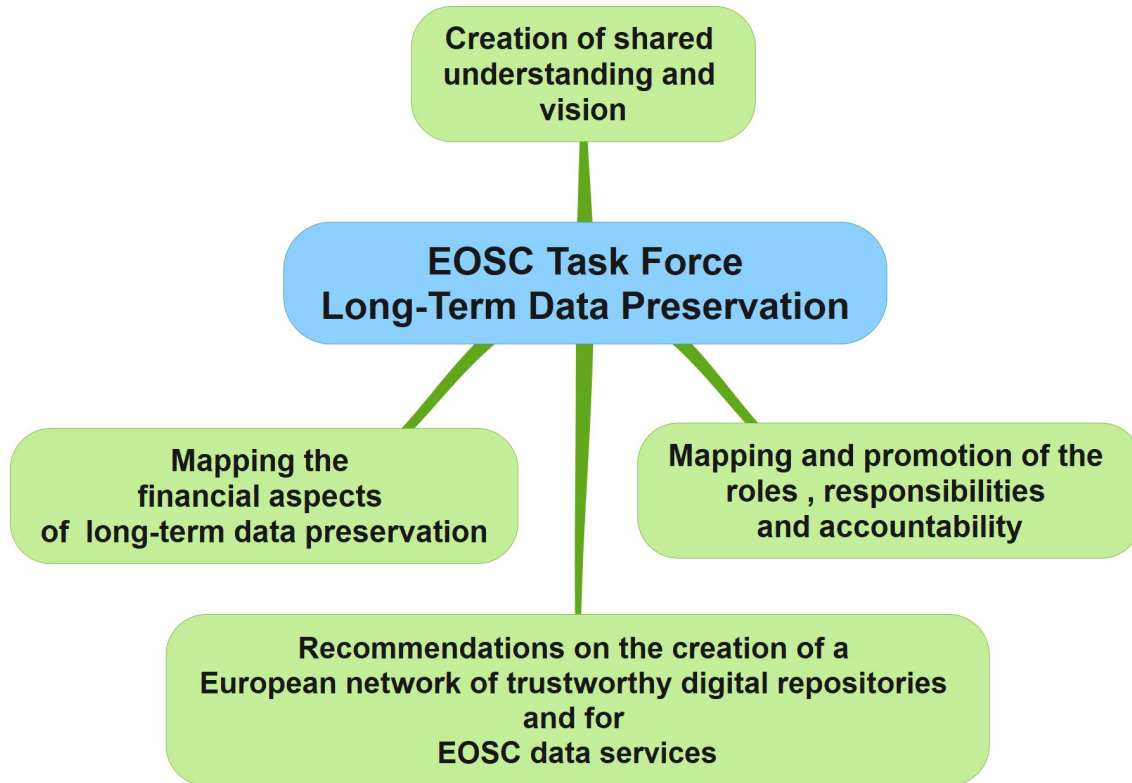 Creation of shared
understanding and
vision
EOSC Task Force
Long-Term Data Preservation
Mapping the
financial aspects
of long-term data preservation
Mapping and promotion of the
roles , responsibilities
and accountability
Recommendations on the creation of a
European network of trustworthy digital repositories
and for
EOSC data services